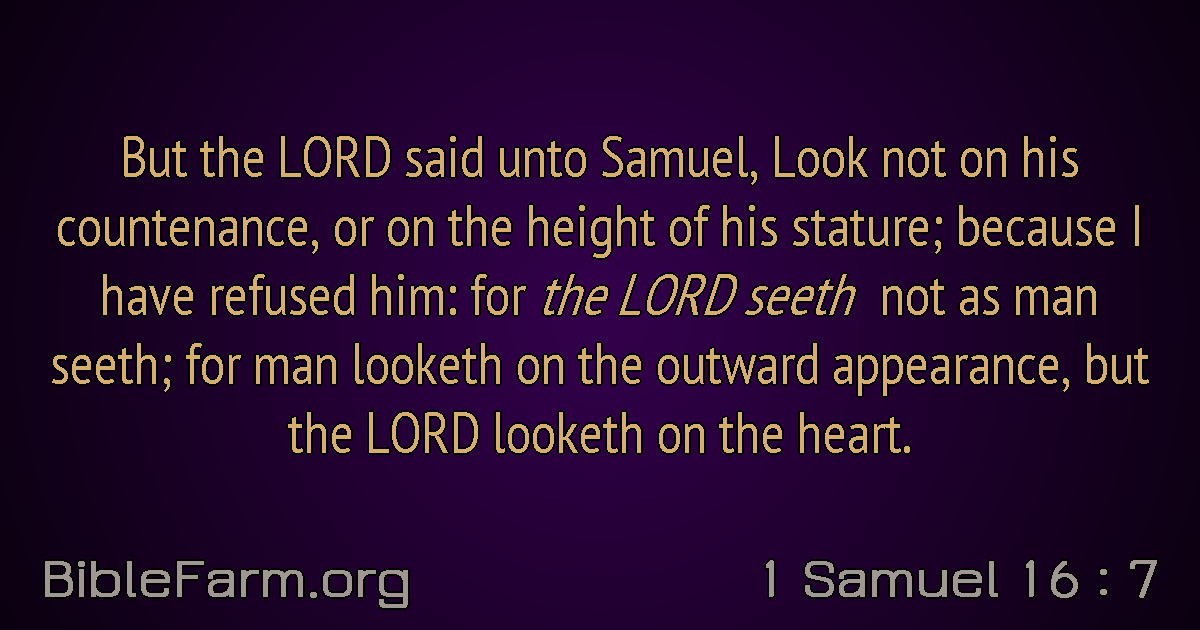 But the LORD said unto Samuel, Look not on his
countenance, or on the height of his stature; because I
have refused him: for the LORD seeth not as man
seeth; for man looketh on the outward appearance, but
the LORD looketh on the heart.
BibleFarm.org
1 Samuel 16 : 7